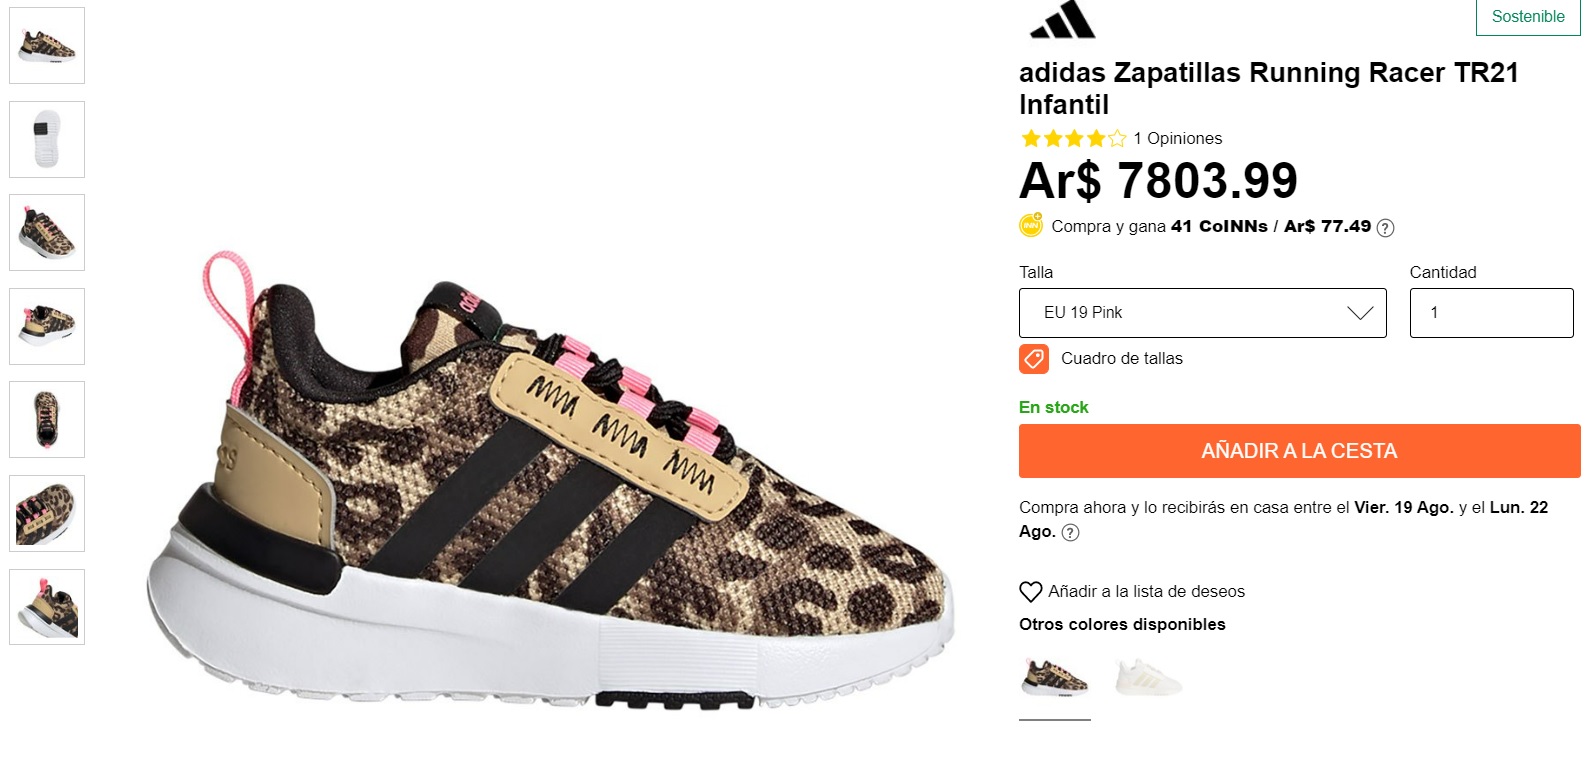 Sostenible
adidas Zapatillas Running Racer TR21
Infantil
1 Opiniones
Ar$ 7803.99
INN
Compra y gana 41 CoINNs / Ar$ 77.49 ?
Talla
Cantidad
EU 19 Pink
1
Cuadro de tallas
En stock
AÑADIR A LA CESTA
Compra ahora y lo recibirás en casa entre el Vier. 19 Ago. y el Lun. 22
Ago. ?
Añadir a la lista de deseos
Otros colores disponibles